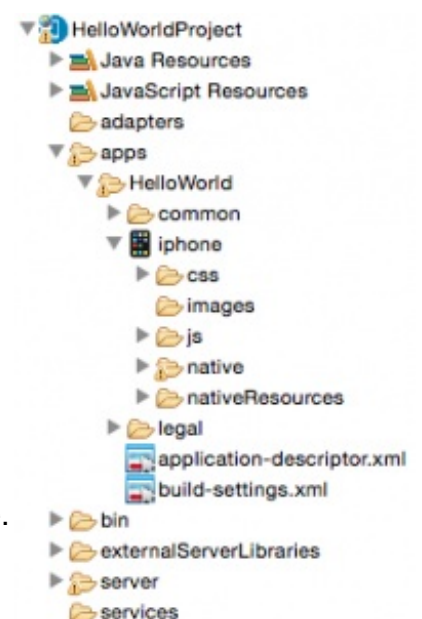 HelloWorldProject
Java Resources
JavaScript Resources
adapters
apps
HelloWorld
common
iphone
css
images
js
native
nativeResources
legal
application-descriptor.xml
build-settings.xml
bin
externalServerLibraries
server
services